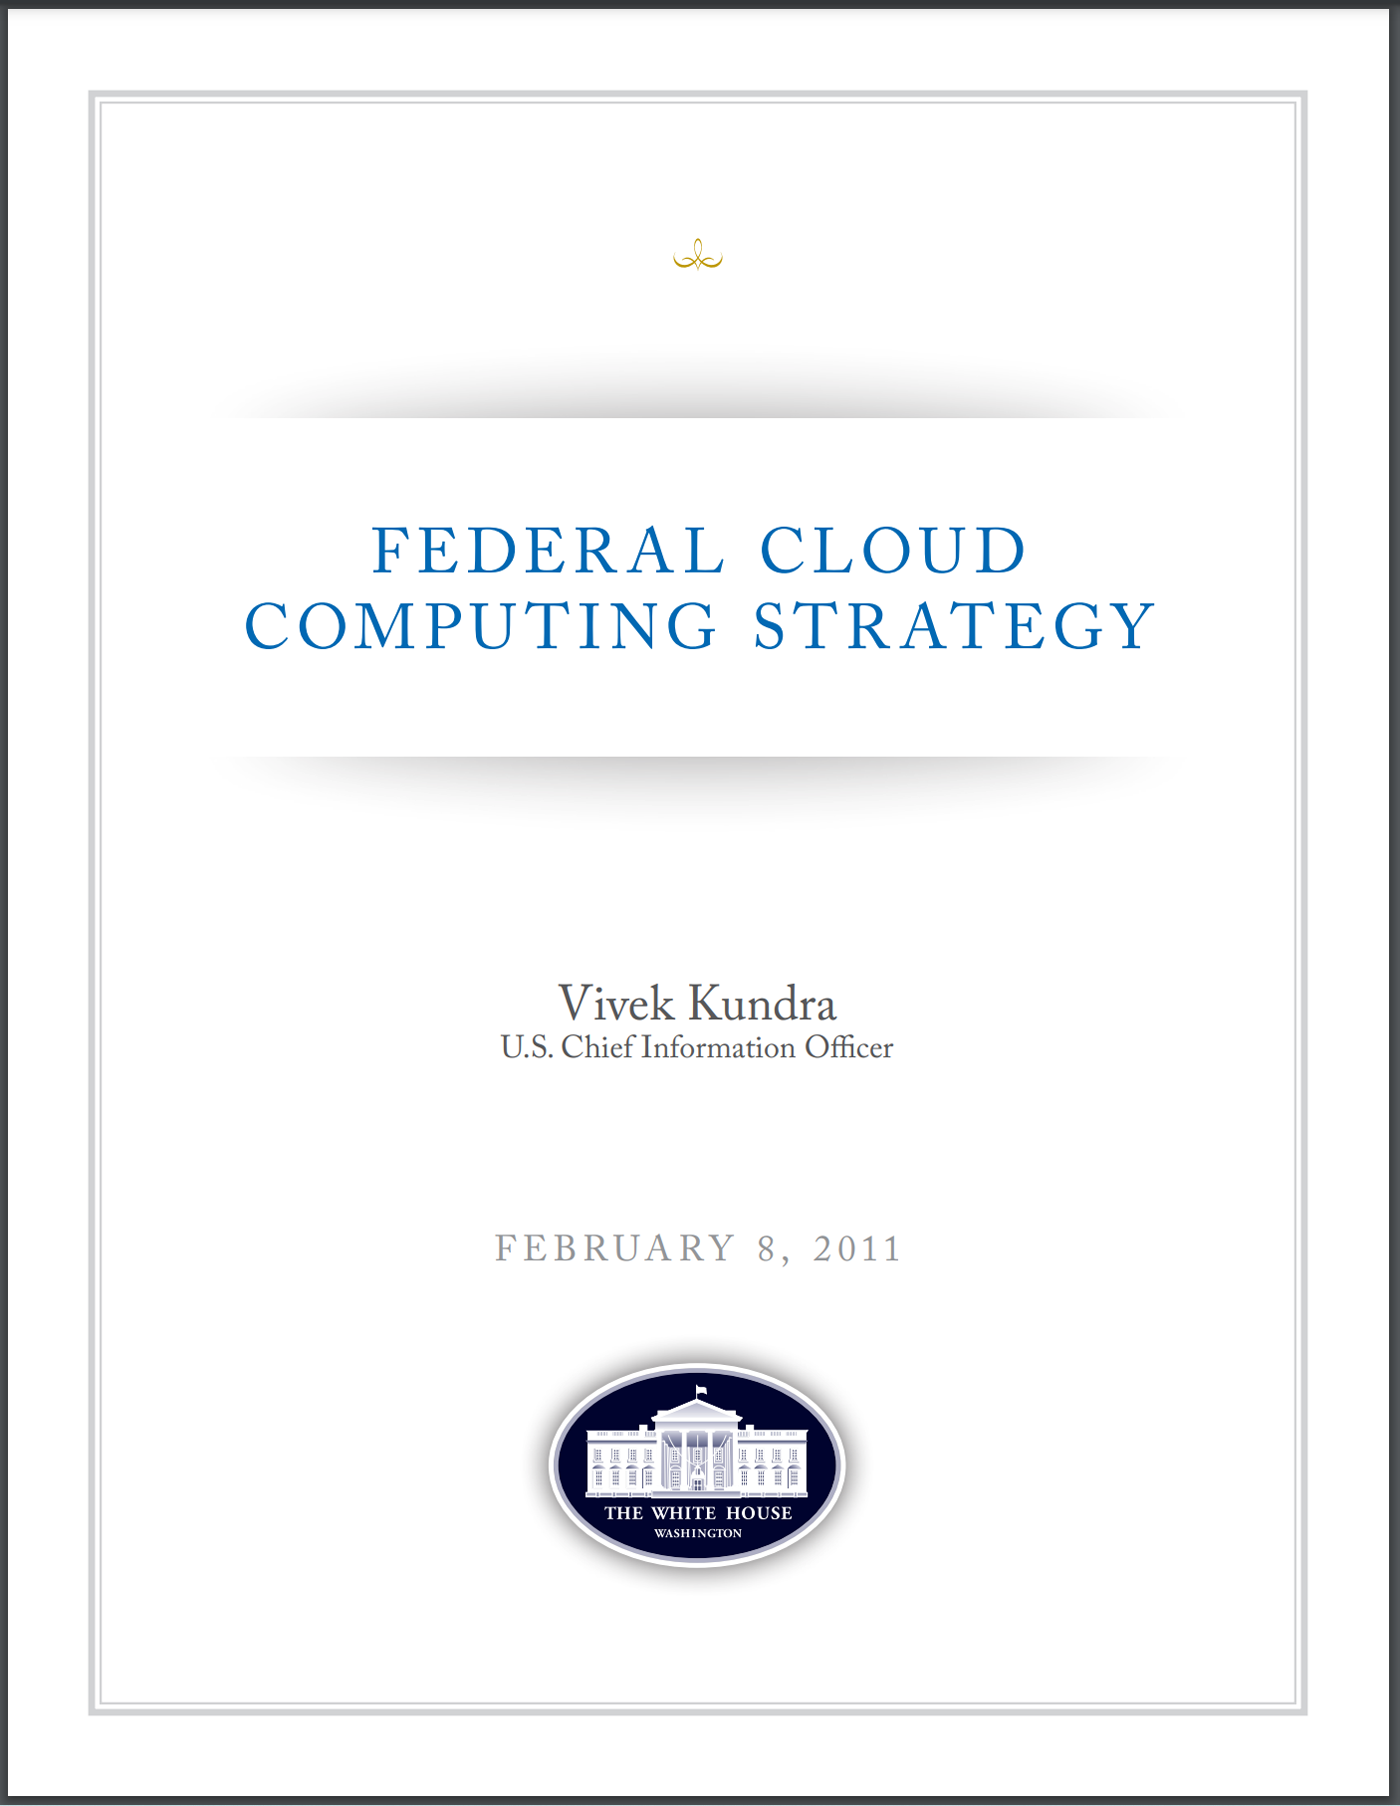 FEDERAL CLOUD
COMPUTING STRATEGY
Vivek Kundra
U.S. Chief Information Officer
FEBRUARY 8, 2011
THE WHITE HOUSE
WASHINGTON